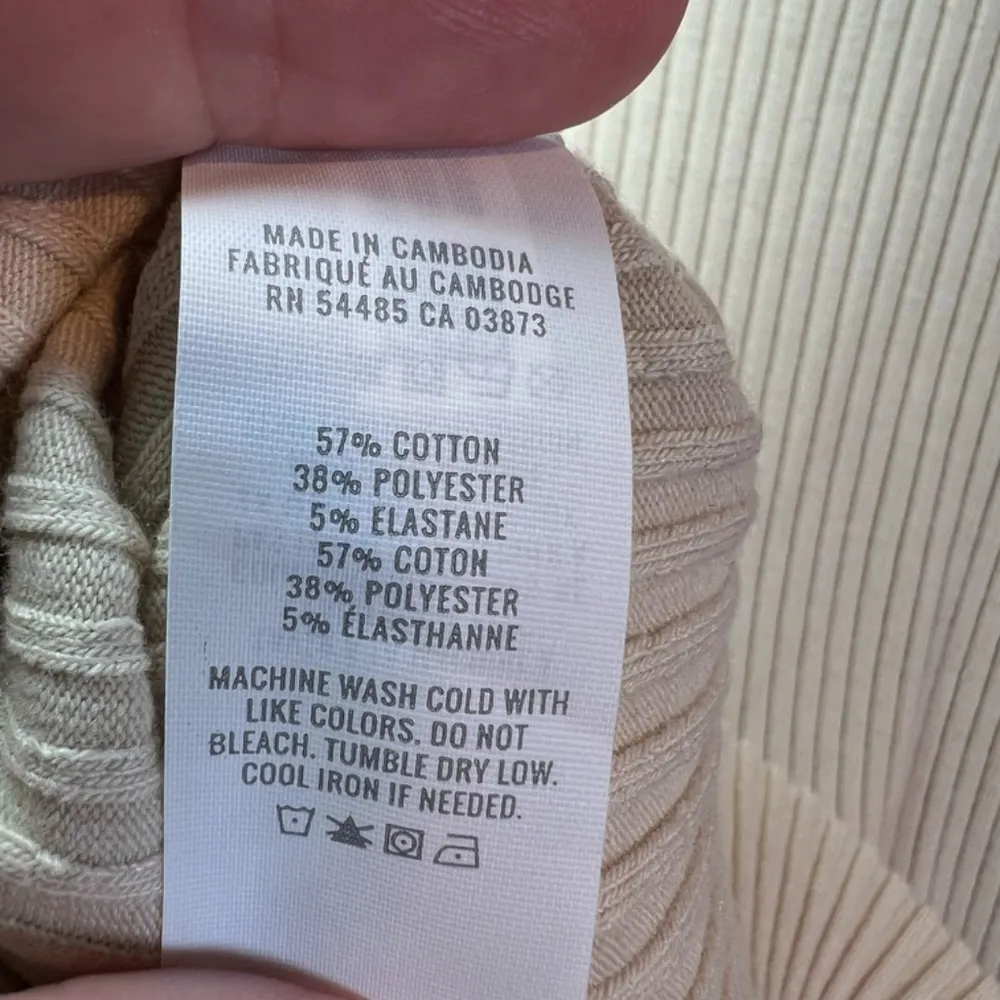 MADE IN CAMBODIA
FABRIQUÉ AU CAMBODGE
RN 54485 CA 03873
57% COTTON
38% POLYESTER
5% ELASTANE
57% COTON
38% POLYESTER
5% ÉLASTHANNE
MACHINE WASH COLD WITH
LIKE COLORS. DO NOT
BLEACH. TUMBLE DRY LOW.
COOL IRON IF NEEDED.